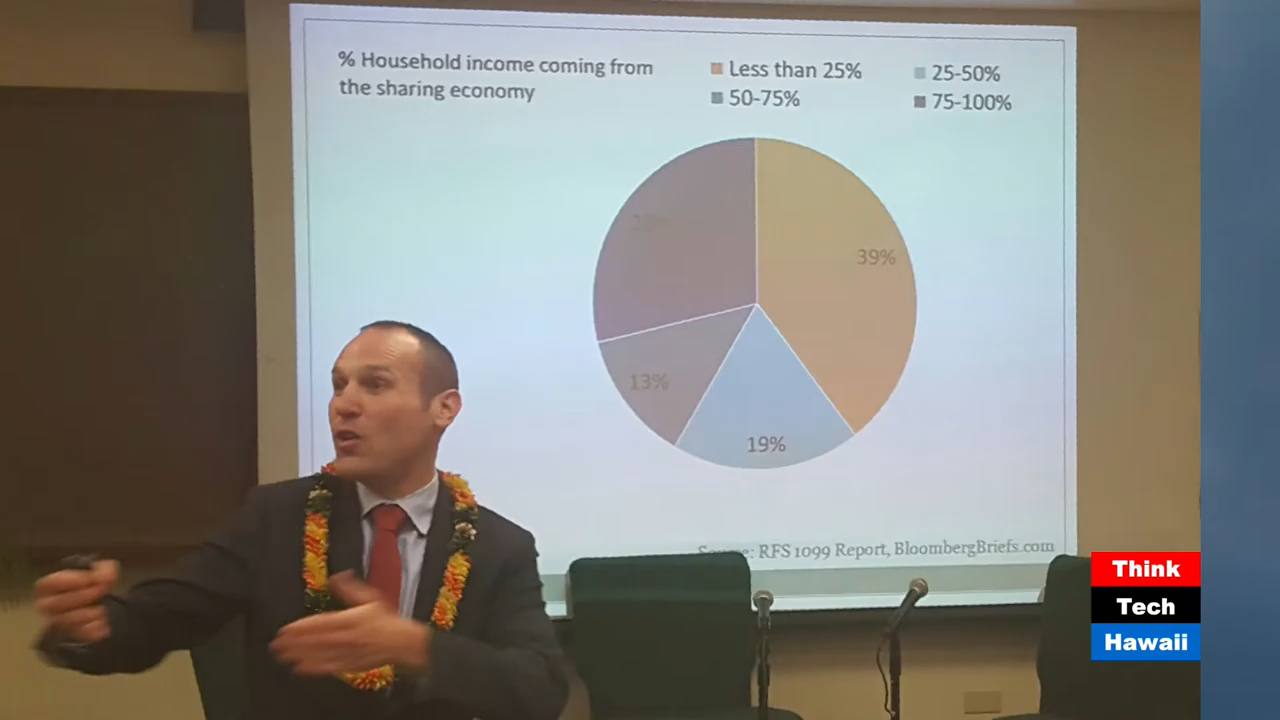 % Household income coming from
the sharing economy
Less than 25%
25-50%
50-75%
75-100%
39%
13%
19%
RFS 1099 Report, BloombergBriefs.com
Think
Tech
Hawaii